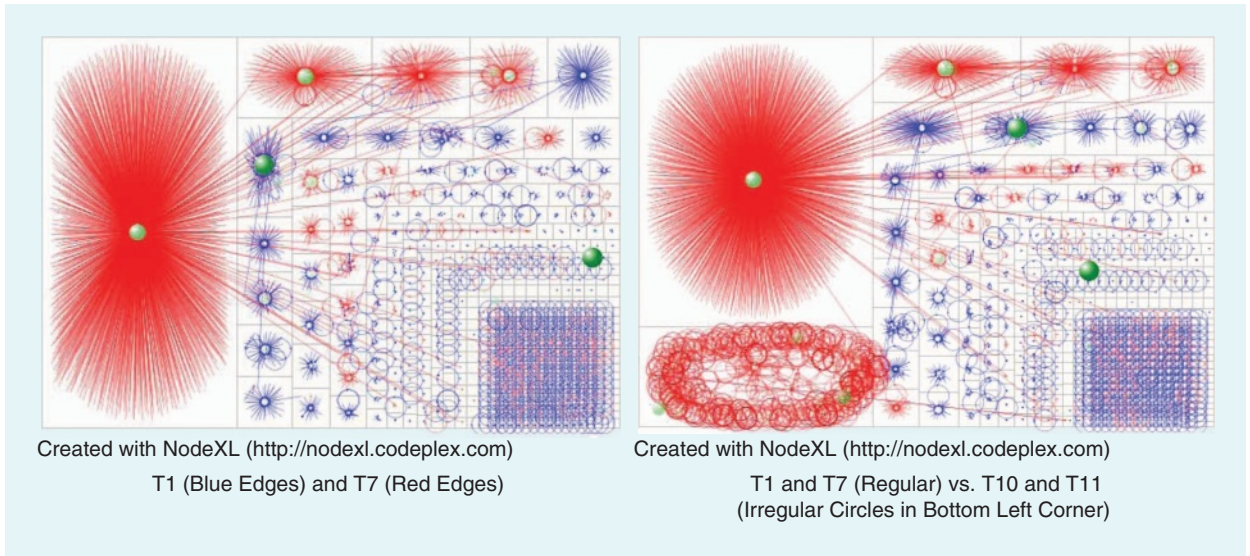 Created with NodeXL (http://nodexl.codeplex.com)
T1 (Blue Edges) and T7 (Red Edges)
Created with NodeXL (http://nodexl.codeplex.com)
T1 and T7 (Regular) vs. T10 and T11
(Irregular Circles in Bottom Left Corner)